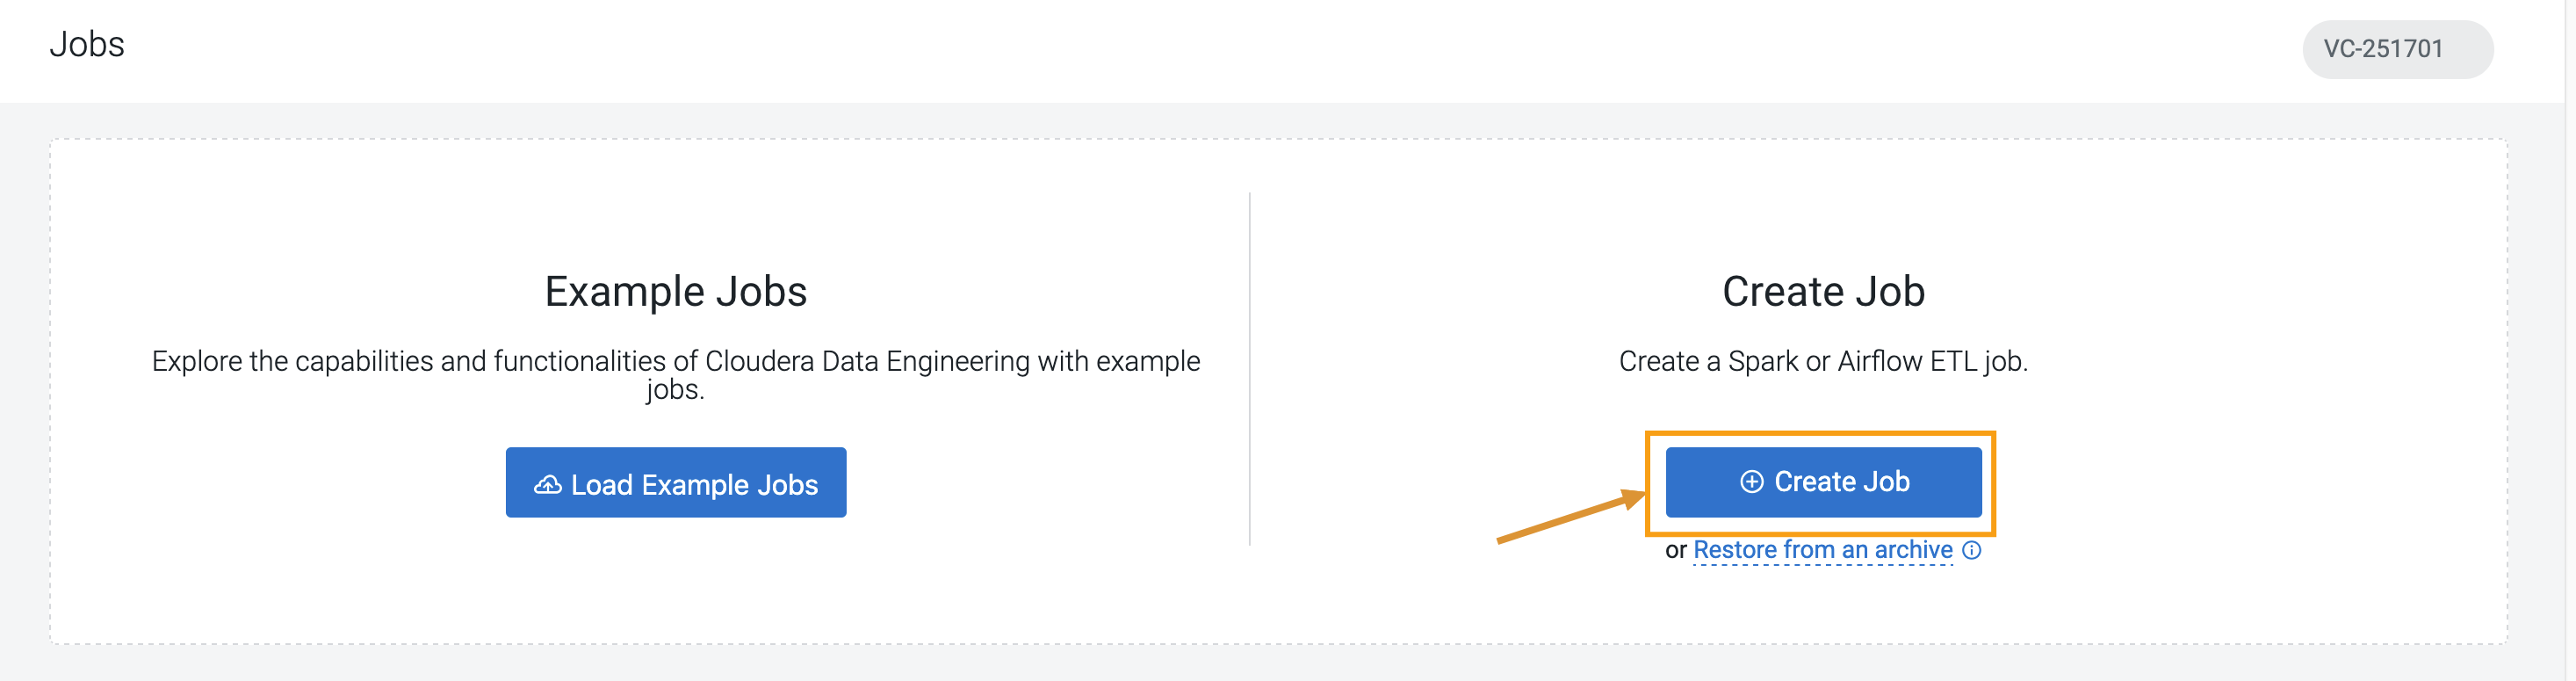 Jobs
VC-251701
Example Jobs
Explore the capabilities and functionalities of Cloudera Data Engineering with example
jobs.
Load Example Jobs
Create Job
Create a Spark or Airflow ETL job.
Create Job
or Restore from an archive